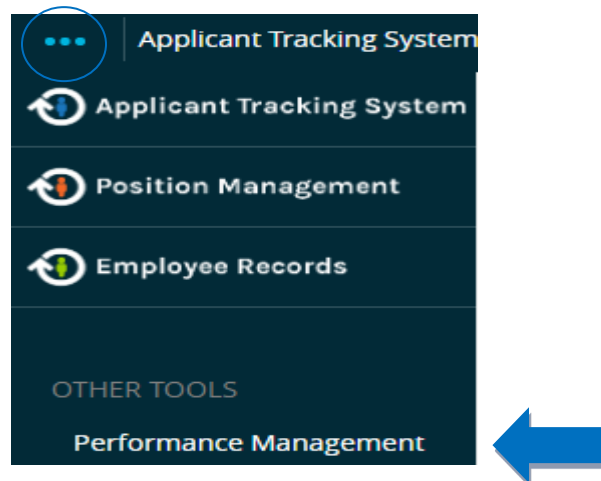 ••• Applicant Tracking System
Applicant Tracking System
Position Management
Employee Records
OTHER TOOLS
Performance Management